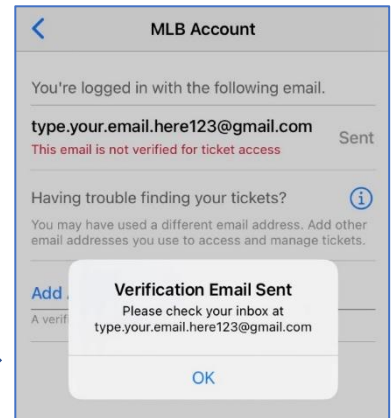 MLB Account
You're logged in with the following email.
type.your.email.here123@gmail.com
Sent
This email is not verified for ticket access
Having trouble finding your tickets?
You may have used a different email address. Add other
email addresses you use to access and manage tickets.
Add
A verif
Verification Email Sent
Please check your inbox at
type.your.email.here123@gmail.com
OK